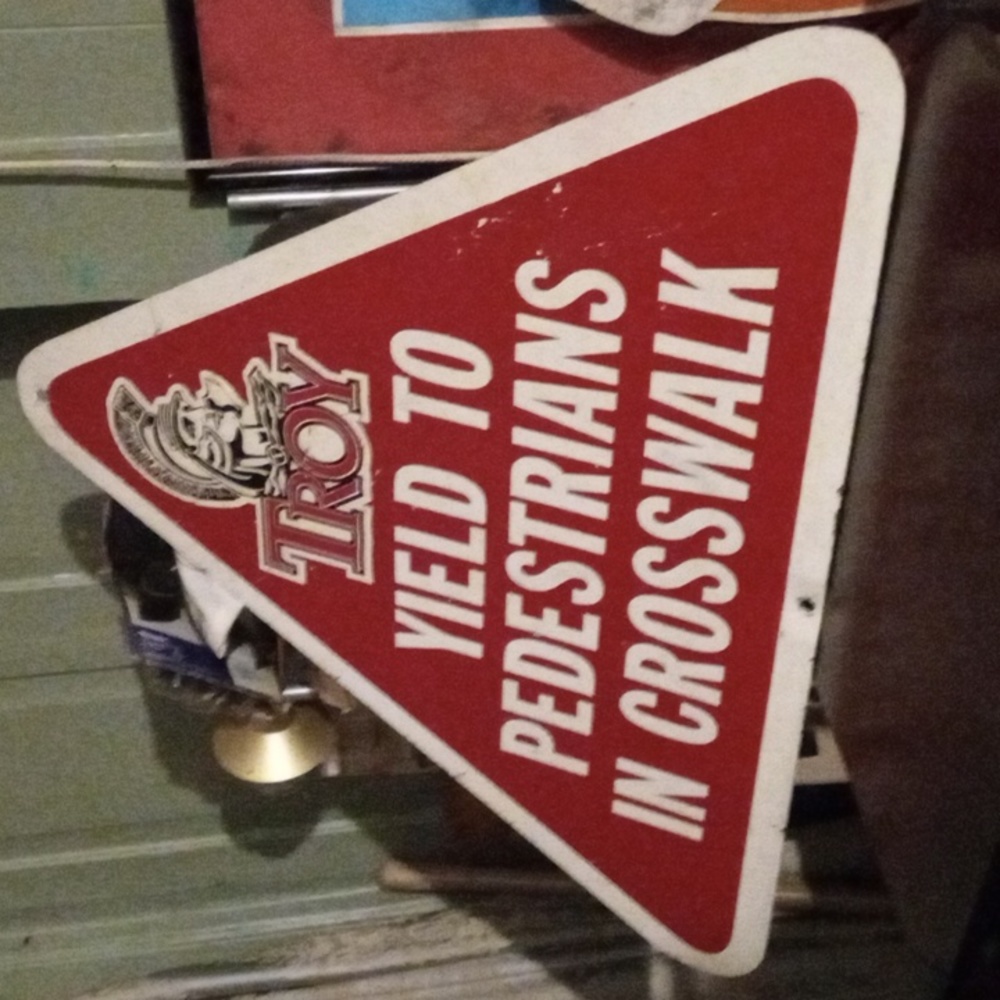 TROY
YIELD TO
PEDESTRIANS
IN CROSSWALK